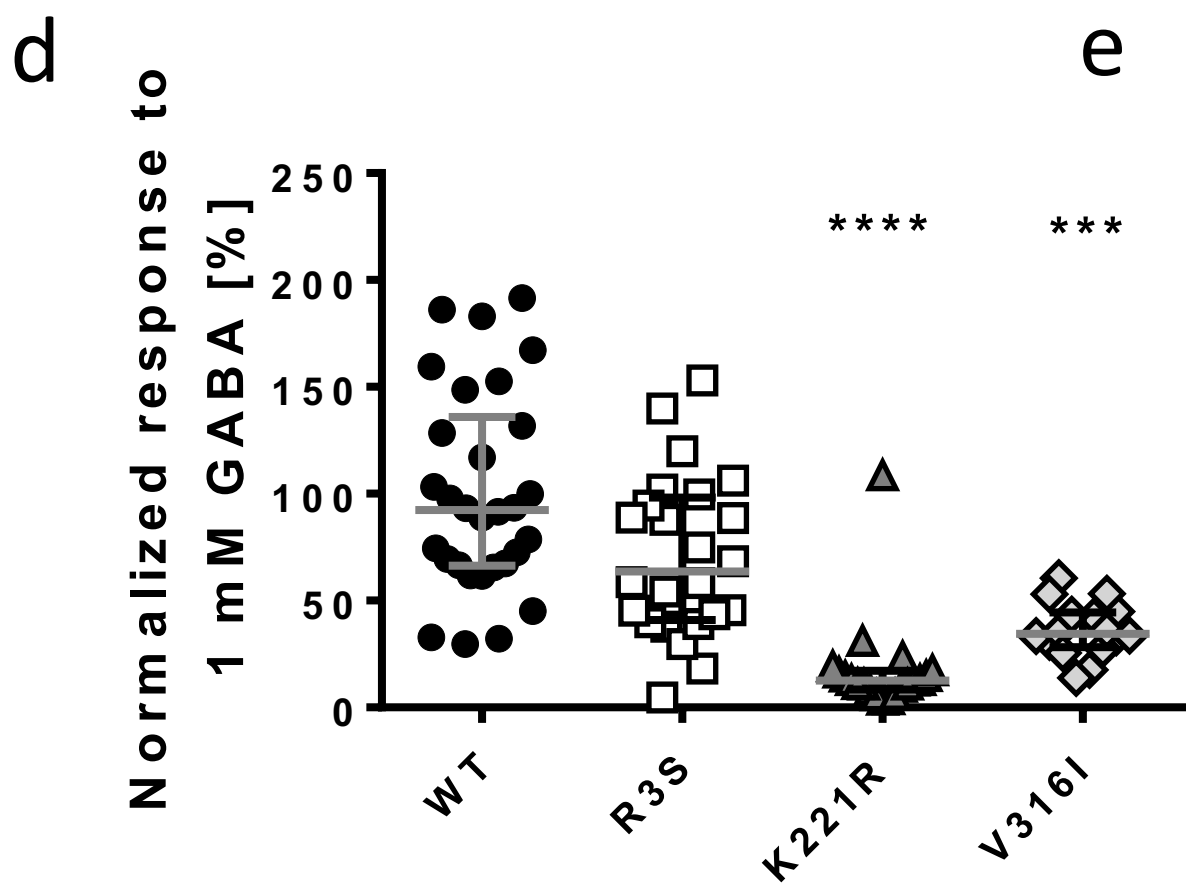 d
e
Normalized response to
1 mM GABA [%]
250
200
150
100
50
0
**** ***
WT R3S K221R V316I